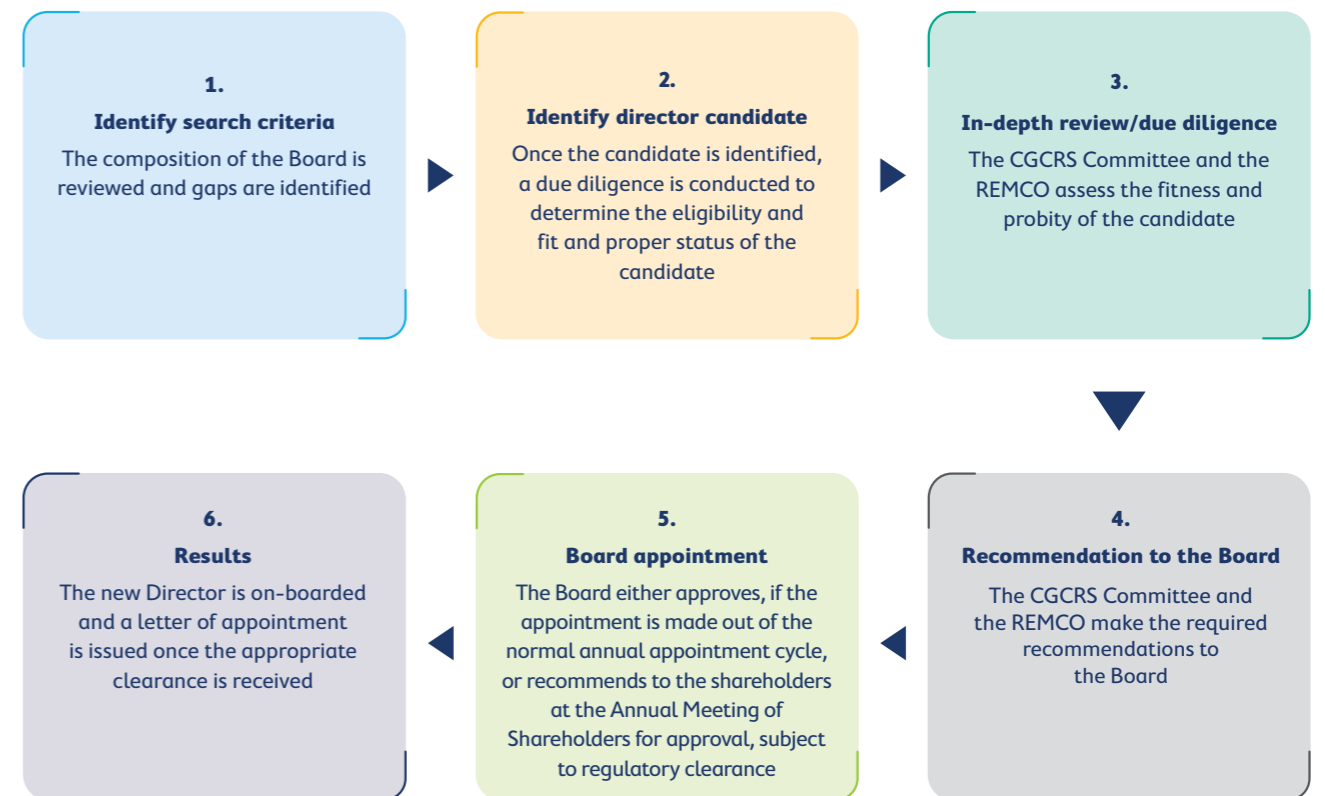 1.
Identify search criteria
The composition of the Board is
reviewed and gaps are identified
2.
Identify director candidate
Once the candidate is identified,
a due diligence is conducted to
determine the eligibility and
fit and proper status of the
candidate
3.
In-depth review/due diligence
The CGCRS Committee and the
REMCO assess the fitness and
probity of the candidate
4.
Recommendation to the Board
The CGCRS Committee and
the REMCO make the required
recommendations to
the Board
5.
Board appointment
The Board either approves, if the
appointment is made out of the
normal annual appointment cycle,
or recommends to the shareholders
at the Annual Meeting of
Shareholders for approval, subject
to regulatory clearance
6.
Results
The new Director is on-boarded
and a letter of appointment
is issued once the appropriate
clearance is received